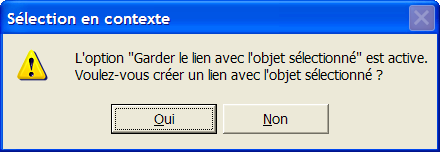 Sélection en contexte
L'option "Garder le lien avec l'objet sélectionné" est active.
Voulez-vous créer un lien avec l'objet sélectionné ?
Oui
Non